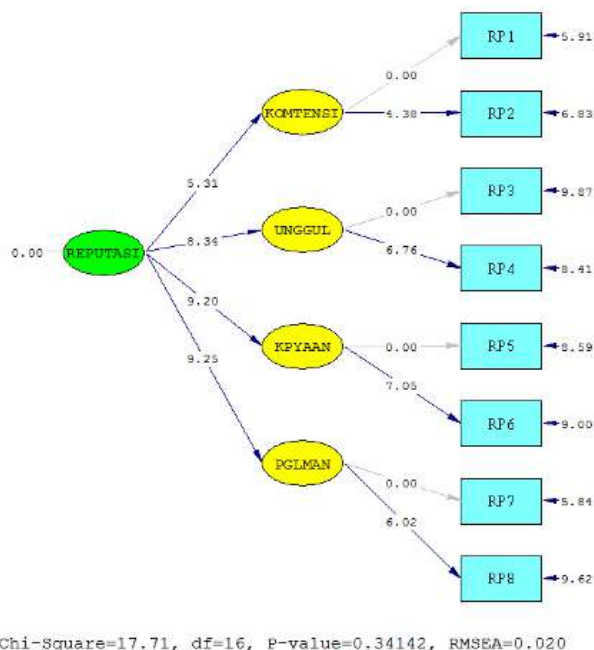 RP1
5.91
0.00
KOMTENSI
4.38
RP2
6.83
5.31
RP3
9.87
0.00
UNGGUL
8.34
6.76
REPUTASI
0.00
RP4
8.41
9.20
KPYAAN
0.00
RP5
8.59
9.25
7.05
RP6
9.00
PGLMAN
0.00
RP7
5.84
6.02
RP8
9.62
Chi-Square=17.71, df=16, P-value=0.34142, RMSEA=0.020